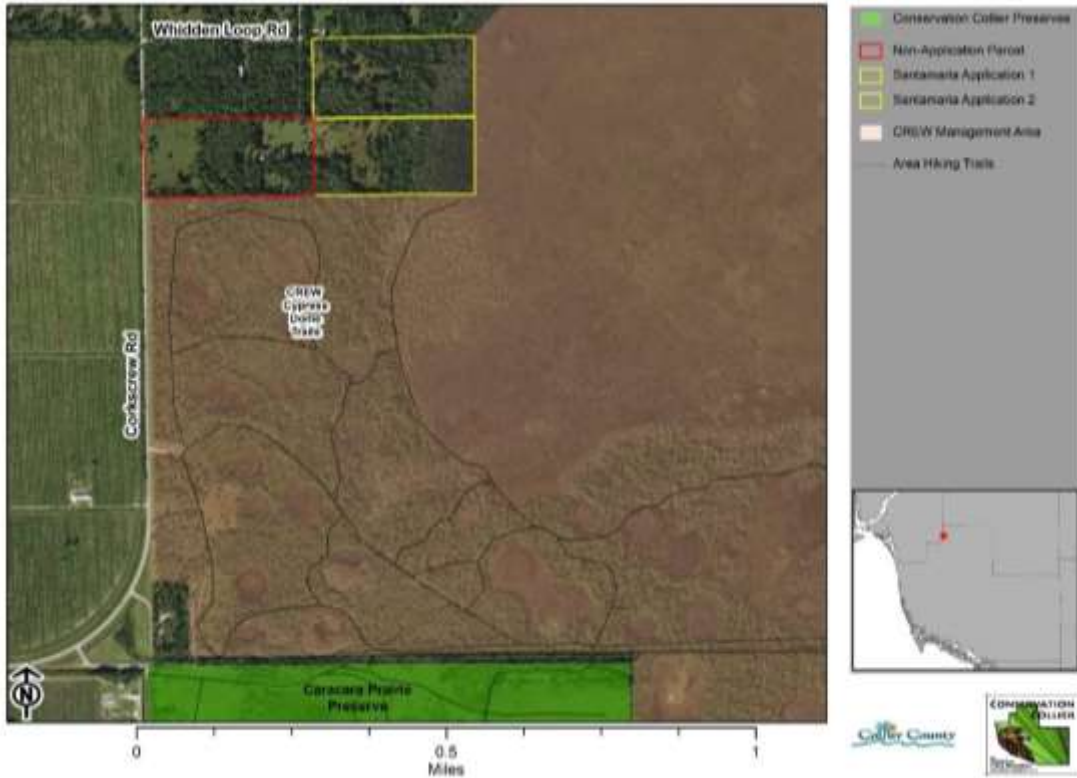 Whidden Loop Rd
CREW
Cypress
Dome
Trails
Corkscrew Rd
Caracara Prairie
Preserve
N
0
0.5
1
Miles
Conservation Collier Preserves
Non-Application Parcel
Santamaria Application 1
Santamaria Application 2
CREW Management Area
Area Hiking Trails
Collier County
CONSERVATION
COLLIER